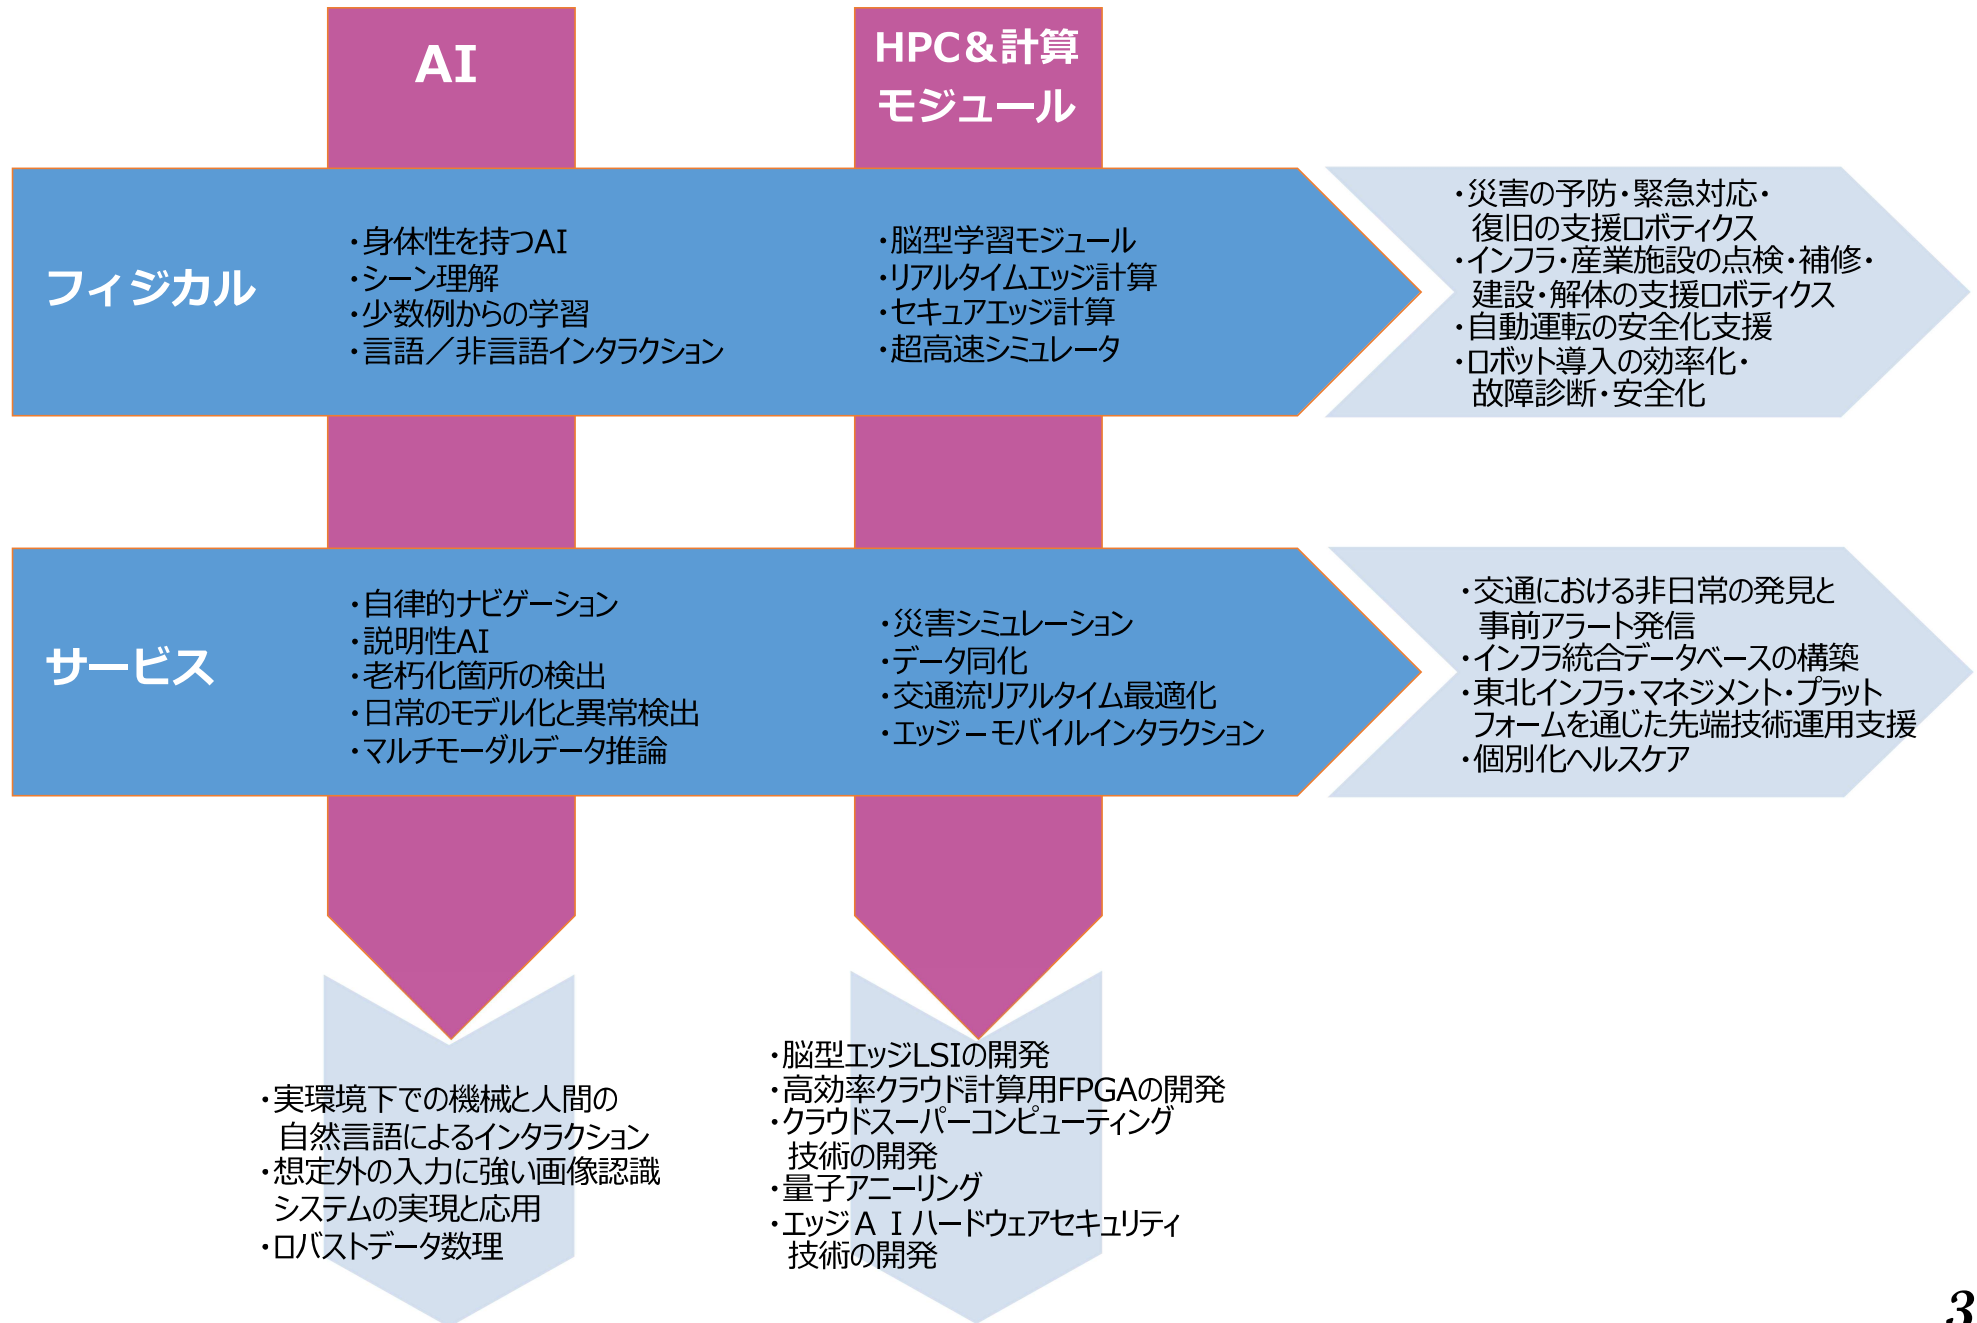 AI
HPC&計算
モジュール
フィジカル
・身体性を持つAI
・シーン理解
・少数例からの学習
・言語／非言語インタラクション
・脳型学習モジュール
・リアルタイムエッジ計算
・セキュアエッジ計算
・超高速シミュレータ
・災害の予防・緊急対応・
復旧の支援ロボティクス
・インフラ・産業施設の点検・補修・
建設・解体の支援ロボティクス
・自動運転の安全化支援
・ロボット導入の効率化・
故障診断・安全化
サービス
・自律的ナビゲーション
・説明性AI
・老朽化箇所の検出
・日常のモデル化と異常検出
・マルチモーダルデータ推論
・災害シミュレーション
・データ同化
・交通流リアルタイム最適化
・エッジ－モバイルインタラクション
・交通における非日常の発見と
事前アラート発信
・インフラ統合データベースの構築
・東北インフラ・マネジメント・プラット
フォームを通じた先端技術運用支援
・個別化ヘルスケア
・実環境下での機械と人間の
自然言語によるインタラクション
・想定外の入力に強い画像認識
システムの実現と応用
・ロバストデータ数理
・脳型エッジLSIの開発
・高効率クラウド計算用FPGAの開発
・クラウドスーパーコンピューティング
技術の開発
・量子アニーリング
・エッジＡＩハードウェアセキュリティ
技術の開発
3